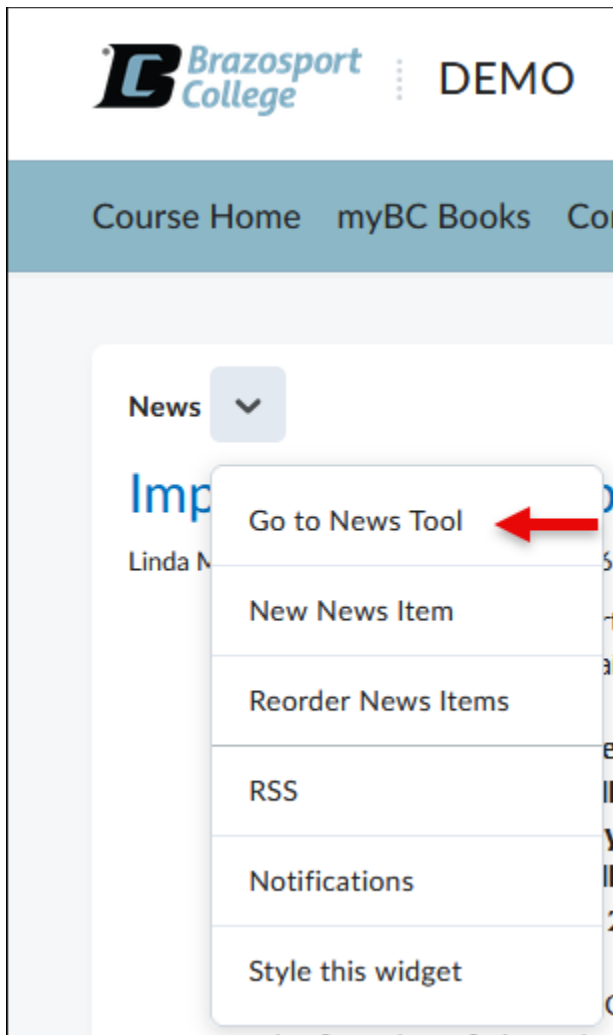 Brazosport
College
DEMO
Course Home myBC Books
News
Linda
Go to News Tool
New News Item
Reorder News Items
RSS
Notifications
Style this widget